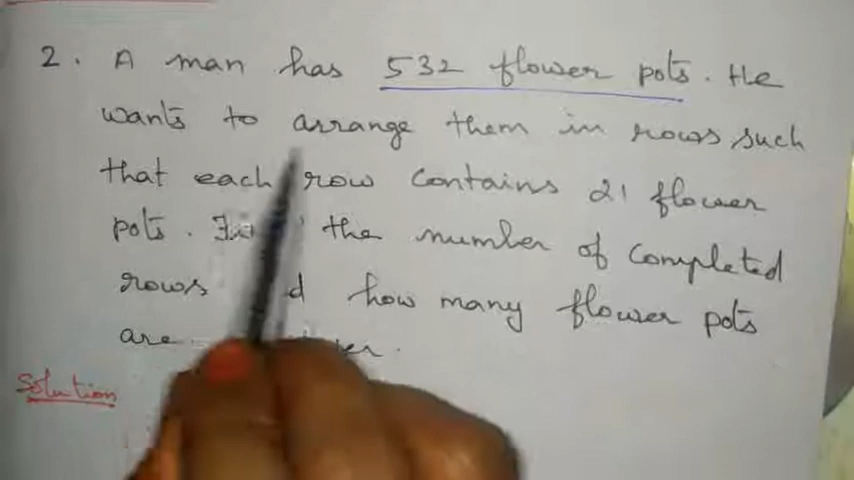 2. A man has 532 flower pots. He
wants to arrange them in rows such
that each row contains 21 flower
pots. the number of completed
rows how many flower pots
are
Solution